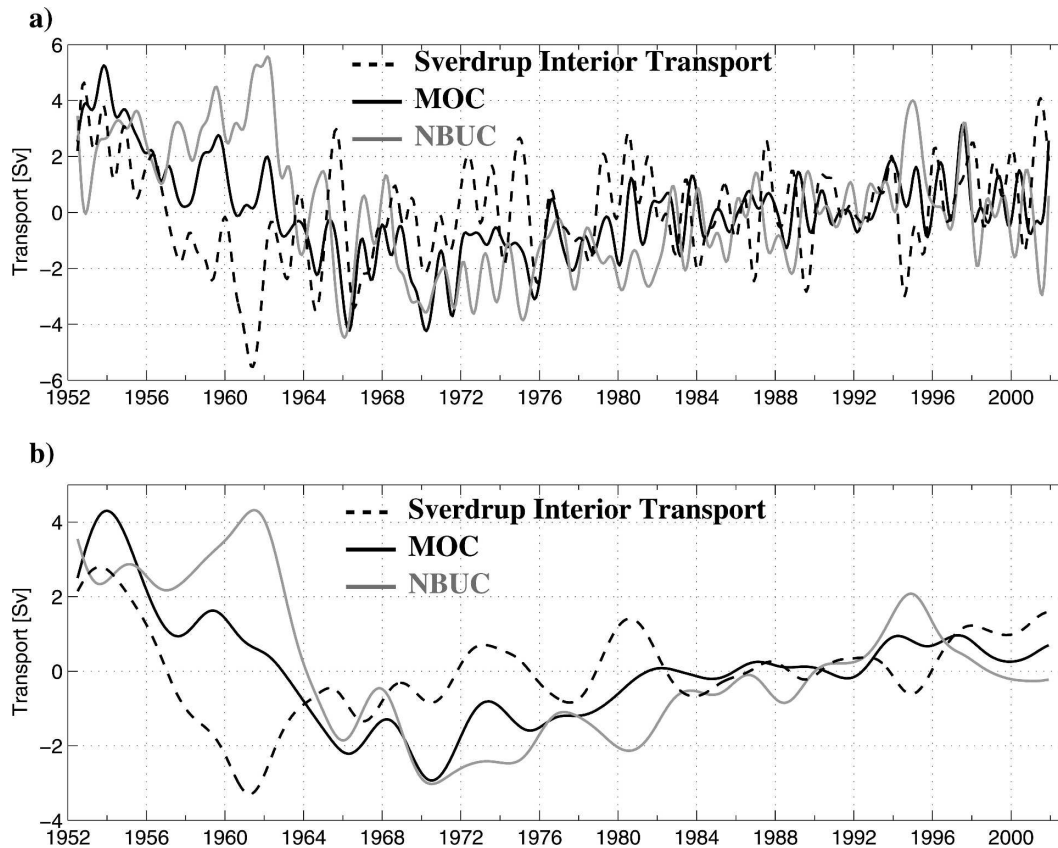 a)
6
4
2
0
-2
-4
-6
Transport [Sv]
Sverdrup Interior Transport
MOC
NBUC
1952 1956 1960 1964 1968 1972 1976 1980 1984 1988 1992 1996 2000
b)
4
2
0
-2
-4
Transport [Sv]
Sverdrup Interior Transport
MOC
NBUC
1952 1956 1960 1964 1968 1972 1976 1980 1984 1988 1992 1996 2000